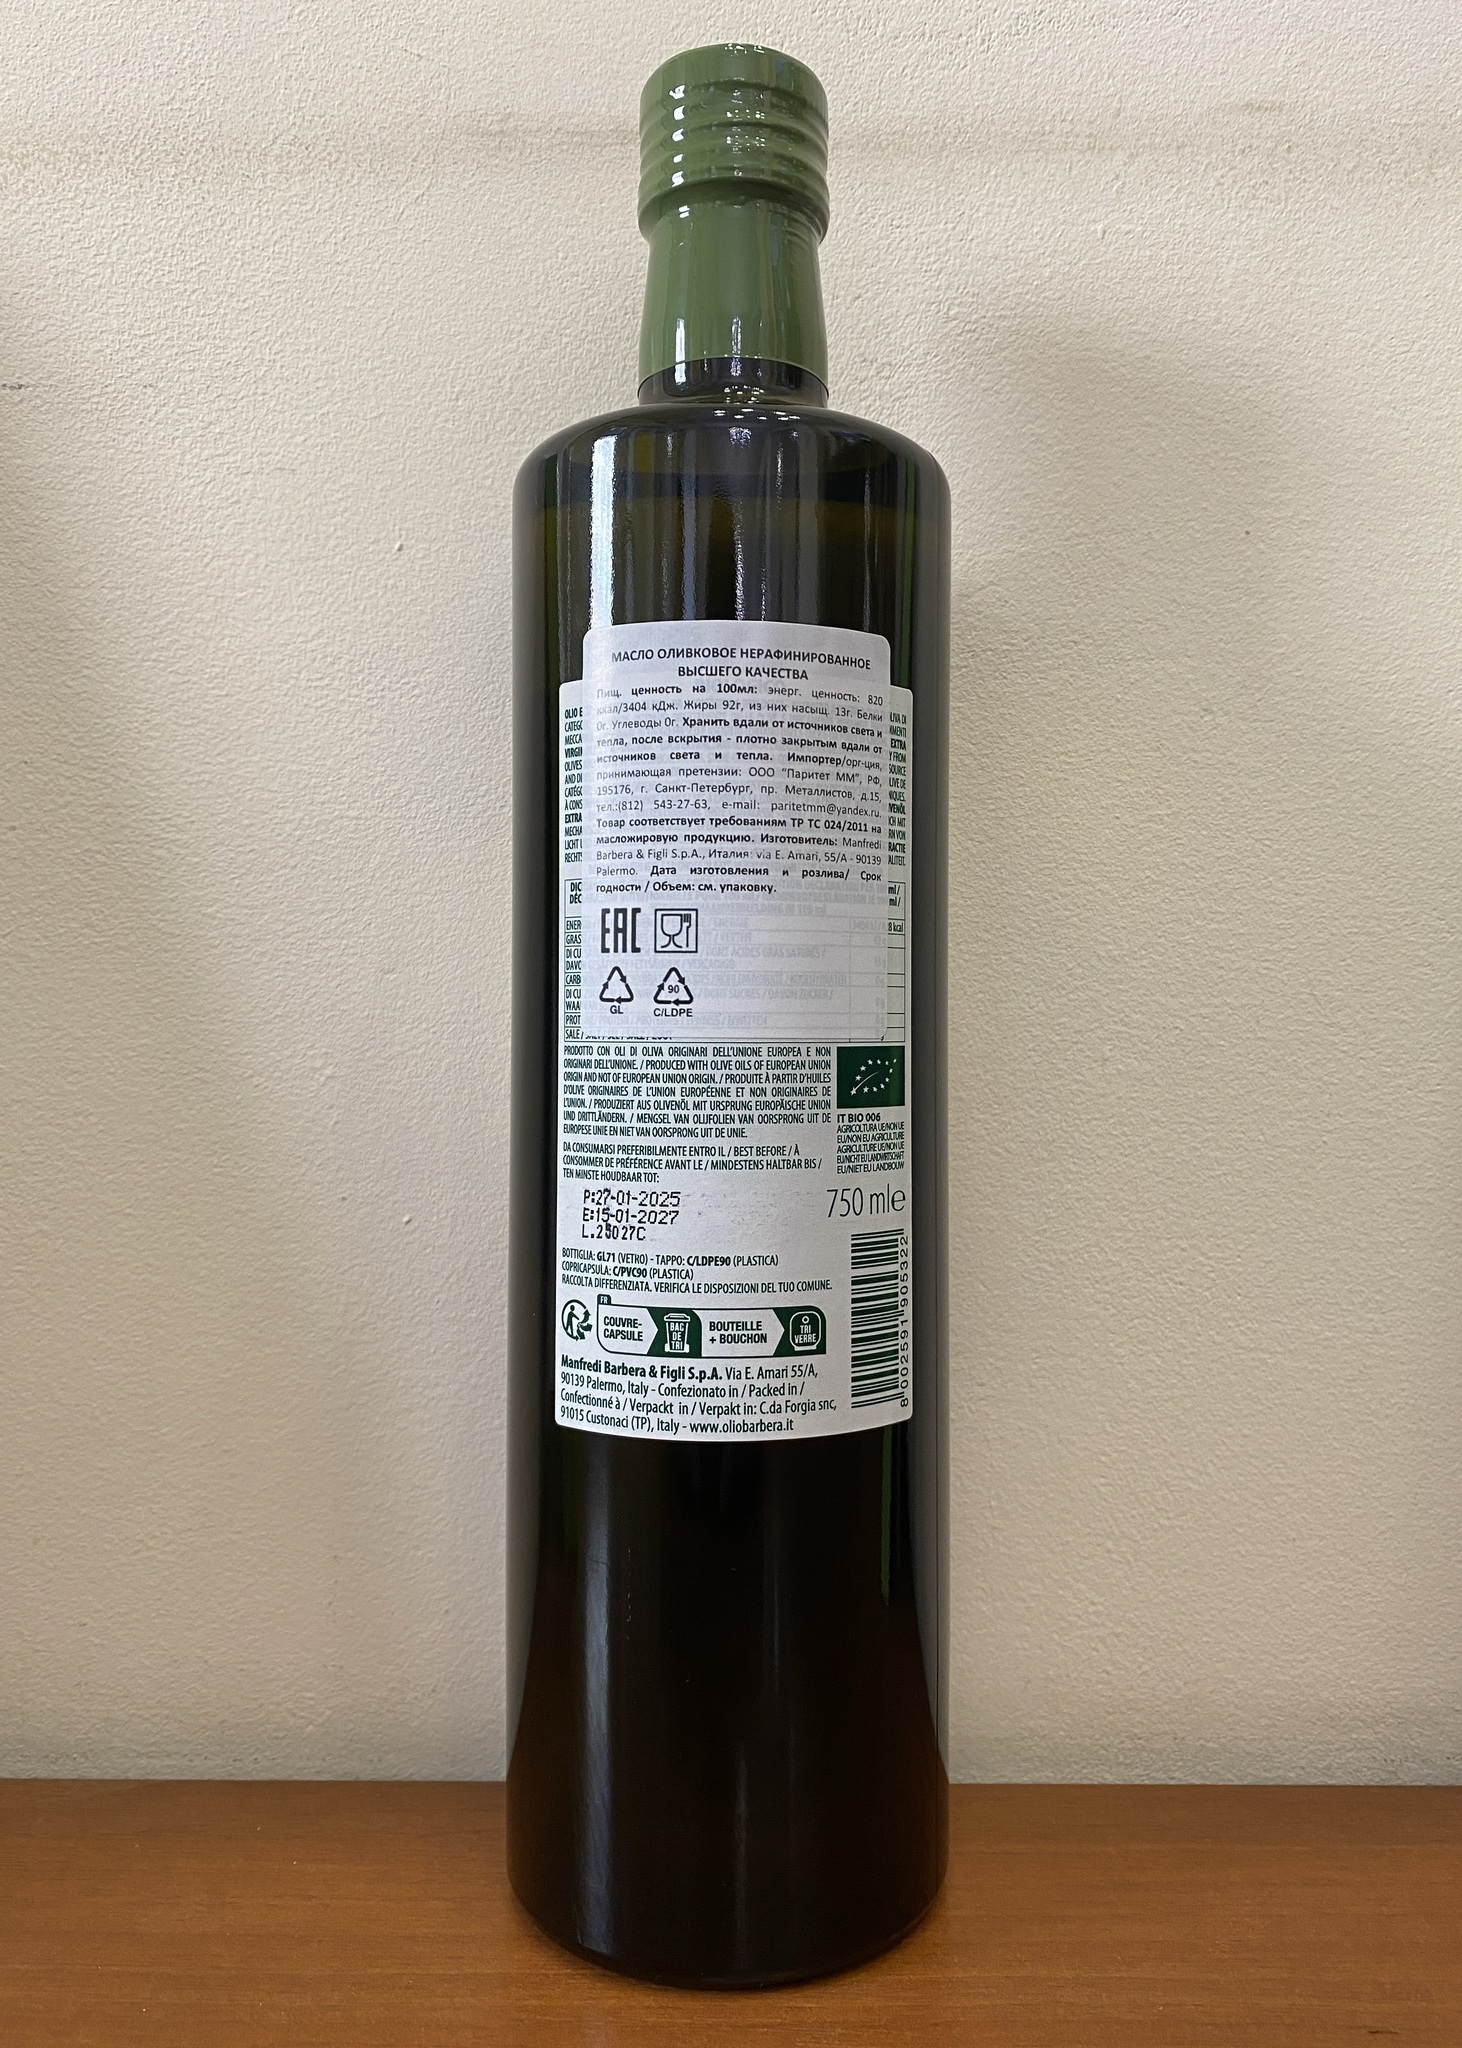 МАСЛО ОЛИВКОВОЕ НЕРАФИНИРОВАННОЕ
ВЫСШЕГО КАЧЕСТВА
Пищ. ценность на 100мл: энерг. ценность: 820
ккал/3404 кДж. Жиры 92г, из них насыщ. 13г. Белки
0г. Углеводы 0г. Хранить вдали от источников света и
тепла, после вскрытия - плотно закрытым вдали от
источников света и тепла. Импортер/орг-ция,
принимающая претензии: ООО "Паритет ММ", РФ,
195176, г. Санкт-Петербург, пр. Металлистов, д.15,
тел.:(812) 543-27-63, e-mail: paritetmm@yandex.ru.
Товар соответствует требованиям ТР ТС 024/2011 на
масложировую продукцию. Изготовитель: Manfredi
Barbera & Figli S.p.A., Италия: via E. Amari, 55/A - 90139
Palermo. Дата изготовления и розлива/ Срок
годности / Объем: см. упаковку.
EAC
GL
90
C/LDPE
PRODOTTO CON OLI DI OLIVA ORIGINARI DELL'UNIONE EUROPEA E NON
ORIGINARI DELL'UNIONE. / PRODUCED WITH OLIVE OILS OF EUROPEAN UNION
ORIGIN AND NOT OF EUROPEAN UNION ORIGIN. / PRODUITE À PARTIR D'HUILES
D'OLIVE ORIGINAIRES DE L'UNION EUROPÉENNE ET NON ORIGINAIRES DE
L'UNION. / PRODUZIERT AUS OLIVENÖL MIT URSPRUNG EUROPÄISCHE UNION
UND DRITTLÄNDERN. / MENGSEL VAN OLIJFOLIEN VAN OORSPRONG UIT DE
EUROPESE UNIE EN NIET VAN OORSPRONG UIT DE UNIE.
IT BIO 006
AGRICOLTURA UE/NON UE
EU/NON EU AGRICULTURE
AGRICULTURE UE/NON UE
EU/NICHT EU LANDWIRTSCHAFT
EU/NIET EU LANDBOUW
DA CONSUMARSI PREFERIBILMENTE ENTRO IL / BEST BEFORE / À
CONSOMMER DE PRÉFÉRENCE AVANT LE / MINDESTENS HALTBAR BIS /
TEN MINSTE HOUDBAAR TOT:
P:27-01-2025
E:15-01-2027
L.25027C
750 ml e
BOTTIGLIA: GL71 (VETRO) - TAPPO: C/LDPE90 (PLASTICA)
COPRICAPSULA: C/PVC90 (PLASTICA)
RACCOLTA DIFFERENZIATA. VERIFICA LE DISPOSIZIONI DEL TUO COMUNE.
FR
COUVRE-
CAPSULE
BAC
DE
TRI
BOUTEILLE
+ BOUCHON
TRI
VERRE
8 002591 905322
Manfredi Barbera & Figli S.p.A. Via E. Amari 55/A,
90139 Palermo, Italy - Confezionato in / Packed in /
Confectionné à / Verpackt in / Verpakt in: C.da Forgia snc,
91015 Custonaci (TP), Italy - www.oliobarbera.it